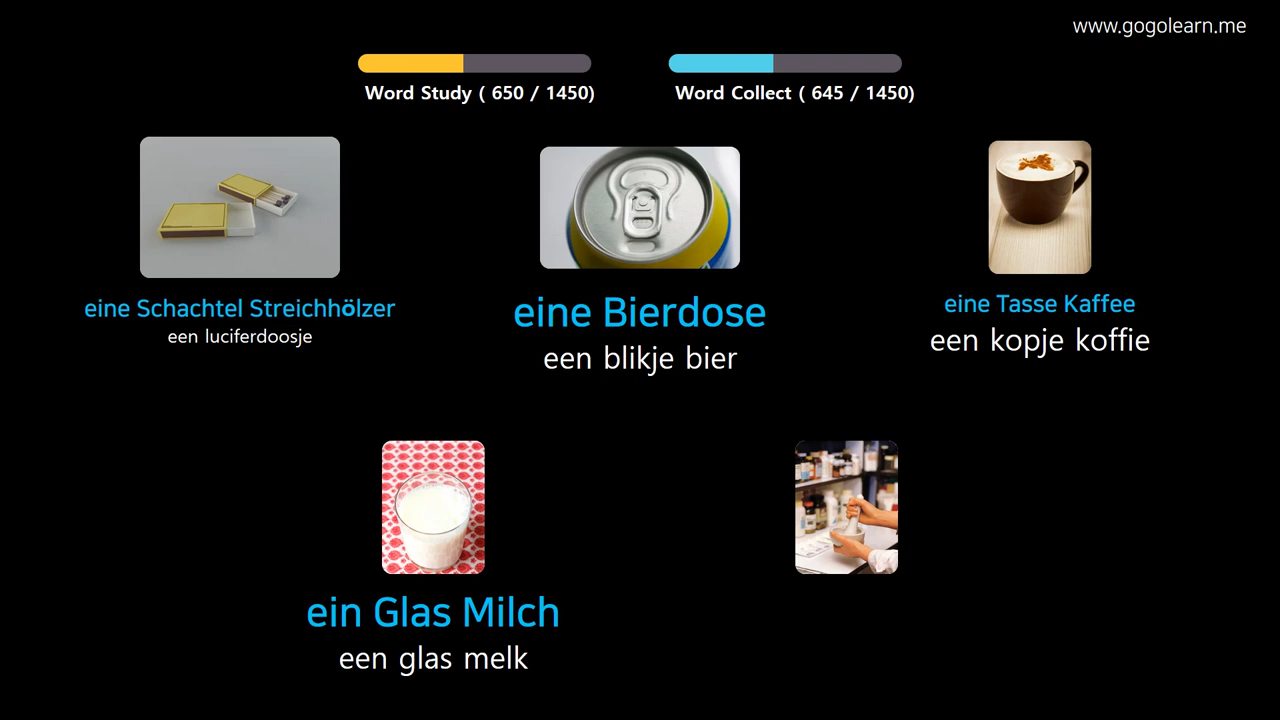 www.gogolearn.me
Word Study ( 650 / 1450)
Word Collect ( 645 / 1450)
eine Schachtel Streichhölzer
een luciferdoosje
eine Bierdose
een blikje bier
eine Tasse Kaffee
een kopje koffie
ein Glas Milch
een glas melk